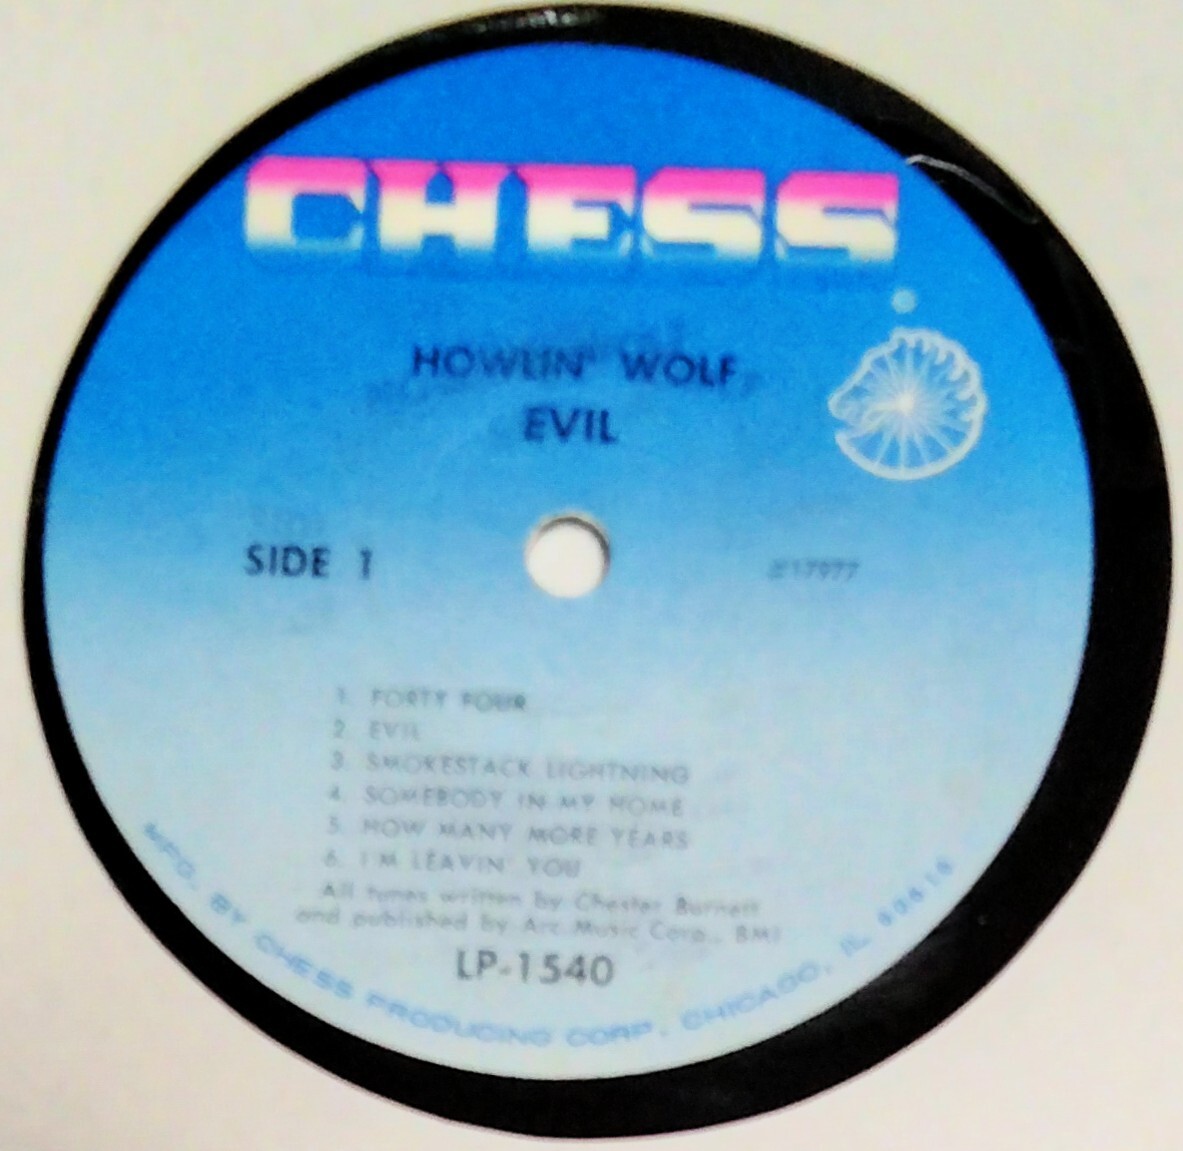 CHESS
HOWLIN' WOLF
EVIL
SIDE 1
17977
1. FORTY FOUR
2. EVIL
3. SMOKESTACK LIGHTNING
4. SOMEBODY IN MY HOME
5. HOW MANY MORE YEARS
6. I'M LEAVIN' YOU
All tunes written by Chester Burnett
and published by Arc Music Corp., BMI
LP-1540
MFG. BY CHESS PRODUCING CORP. CHICAGO, IL 60616